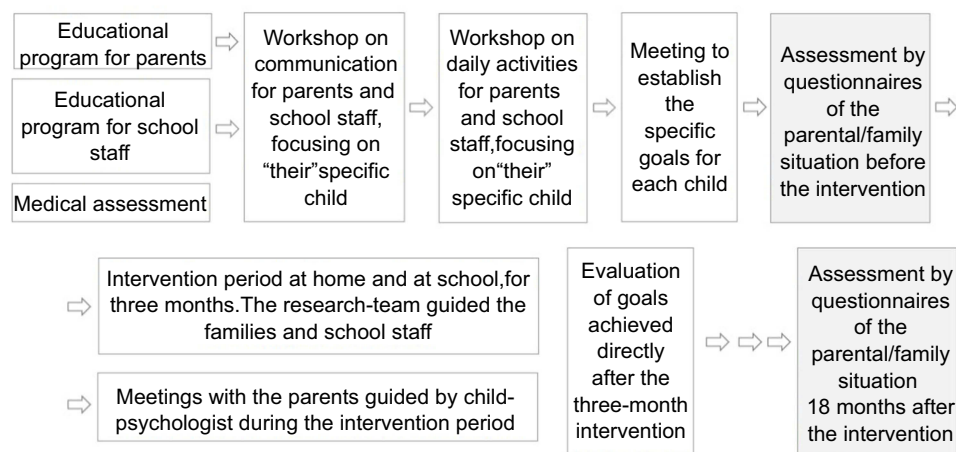 Educational
program for parents
Educational
program for school
staff
Medical assessment
Workshop on
communication
for parents and
school staff,
focusing on
“their”specific
child
Workshop on
daily activities
for parents
and school
staff,focusing
on“their”
specific child
Meeting to
establish
the
specific
goals for
each child
Assessment by
questionnaires
of the
parental/family
situation before
the intervention
Intervention period at home and at school,for
three months.The research-team guided the
families and school staff
Meetings with the parents guided by child-
psychologist during the intervention period
Evaluation
of goals
achieved
directly
after the
three-month
intervention
Assessment by
questionnaires
of the
parental/family
situation
18 months after
the intervention